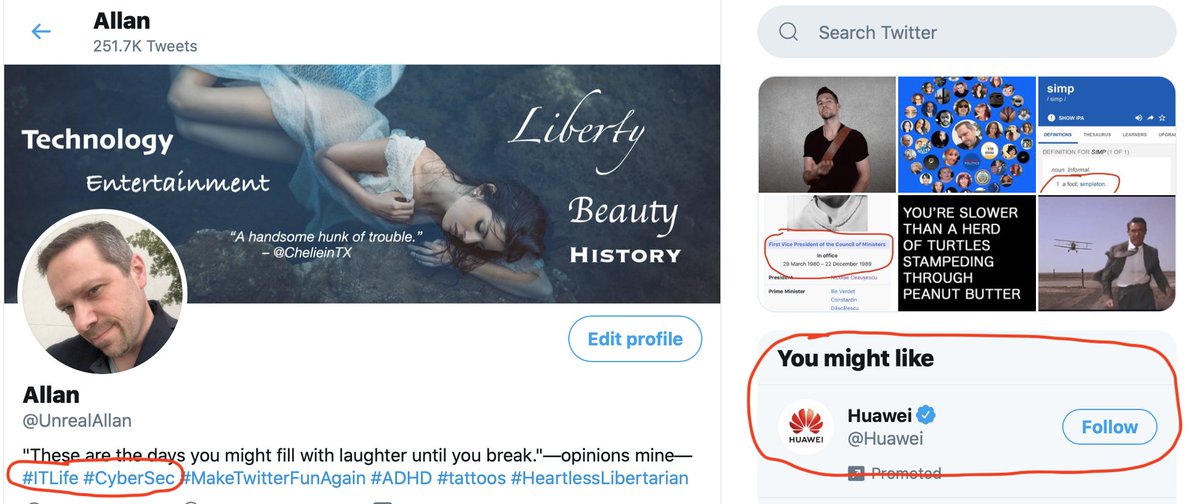 Allan
251.7K Tweets
Technology
Entertainment
Liberty
Beauty
HISTORY
“A handsome hunk of trouble.”
– @ChelieinTX
Edit profile
Allan
@UnrealAllan
"These are the days you might fill with laughter until you break."—opinions mine—
#ITLife #CyberSec #MakeTwitterFunAgain #ADHD #tattoos #HeartlessLibertarian
Search Twitter
simp
/ simp /
SHOW IPA
DEFINITIONS THESAURUS LEARNERS UPGRA
DEFINITION FOR SIMP (1 OF 1)
noun Informal.
1 a fool; simpleton.
First Vice President of the Council of Ministers
In office
29 March 1980 – 22 December 1989
President Nicolae Ceaușescu
Prime Minister Ilie Verdeț
Constantin
Dăscălescu
YOU'RE SLOWER
THAN A HERD
OF TURTLES
STAMPEDING
THROUGH
PEANUT BUTTER
You might like
HUAWEI
Huawei
@Huawei
Follow
Promoted